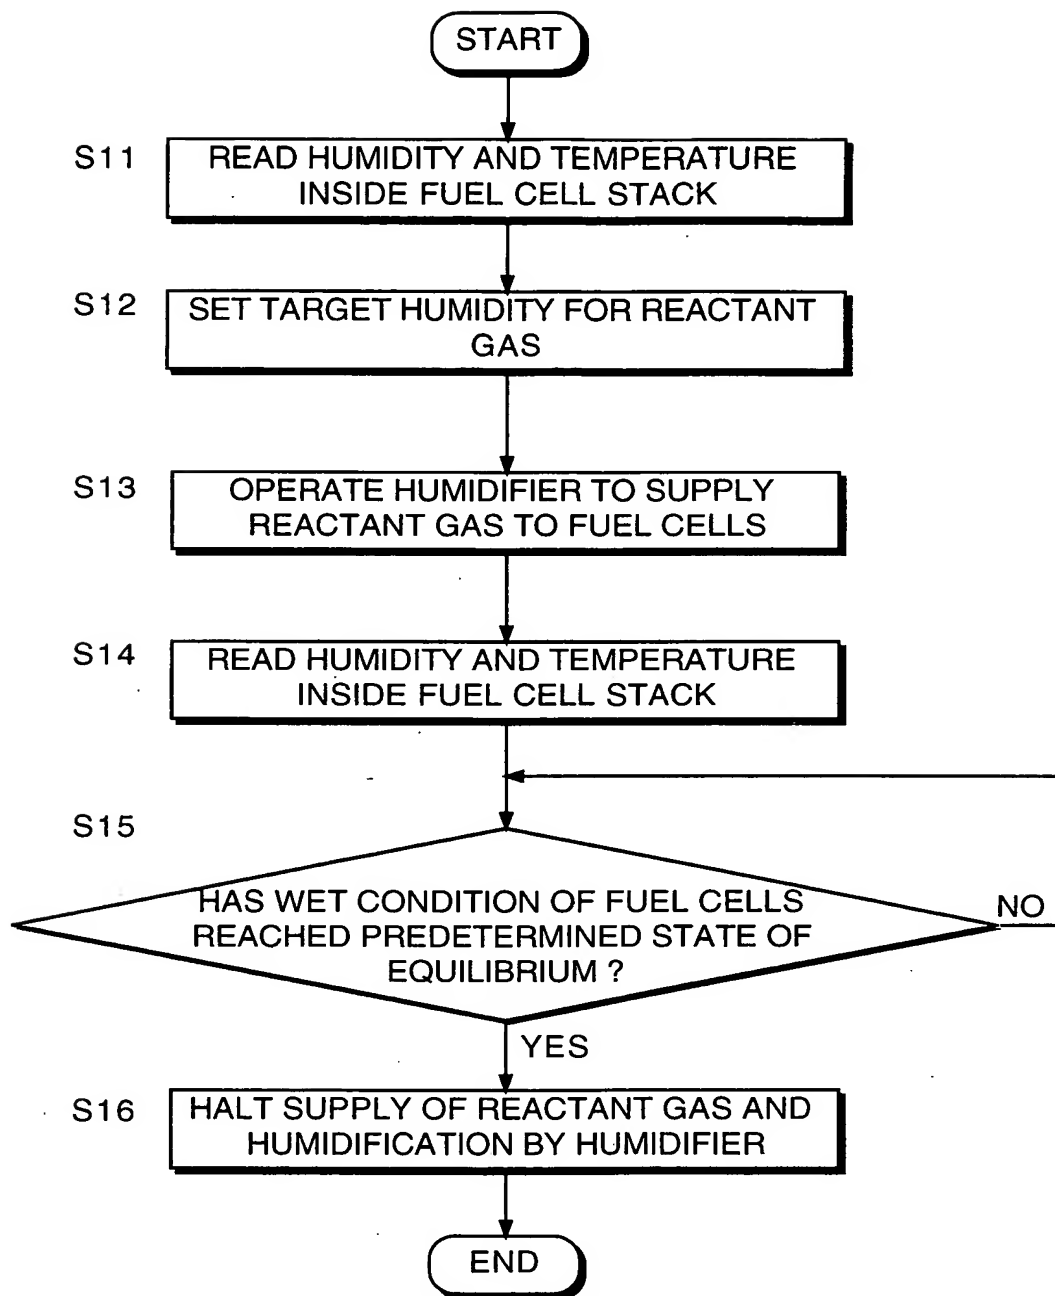 START
S11
READ HUMIDITY AND TEMPERATURE
INSIDE FUEL CELL STACK
S12
SET TARGET HUMIDITY FOR REACTANT
GAS
S13
OPERATE HUMIDIFIER TO SUPPLY
REACTANT GAS TO FUEL CELLS
S14
READ HUMIDITY AND TEMPERATURE
INSIDE FUEL CELL STACK
S15
HAS WET CONDITION OF FUEL CELLS
REACHED PREDETERMINED STATE OF
EQUILIBRIUM ?
NO
YES
S16
HALT SUPPLY OF REACTANT GAS AND
HUMIDIFICATION BY HUMIDIFIER
END